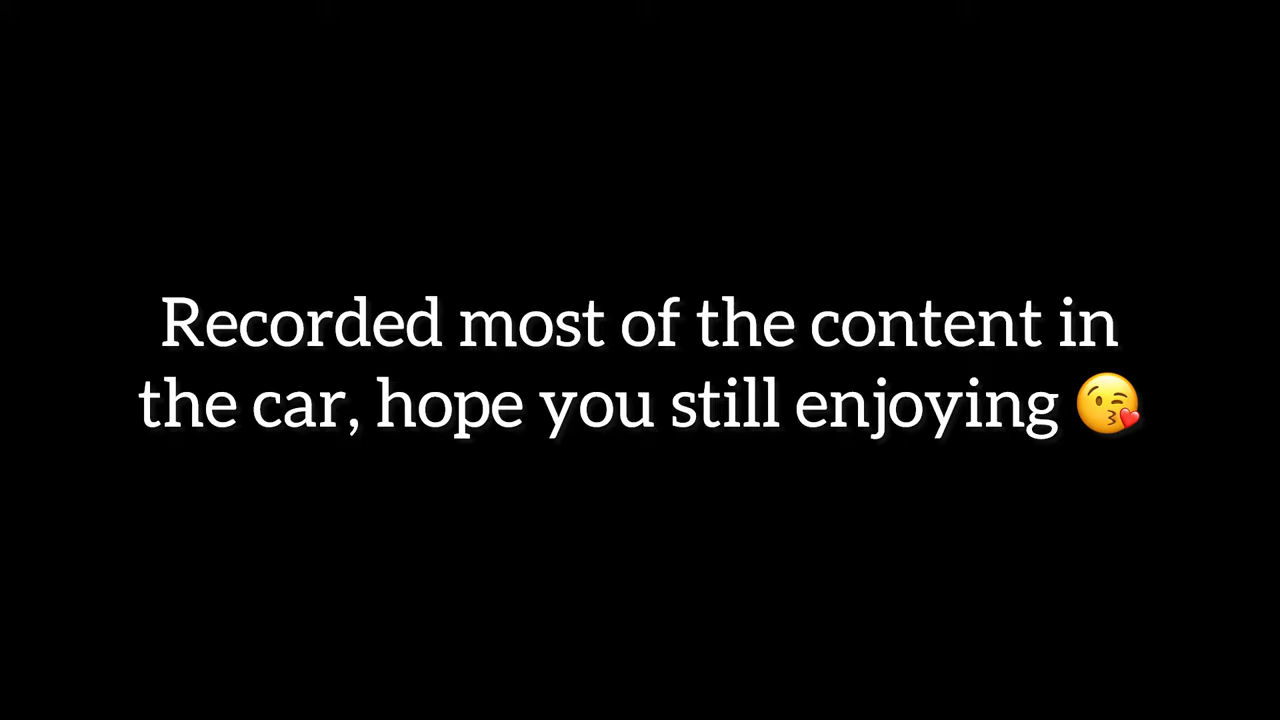 Recorded most of the content in
the car, hope you still enjoying 😘